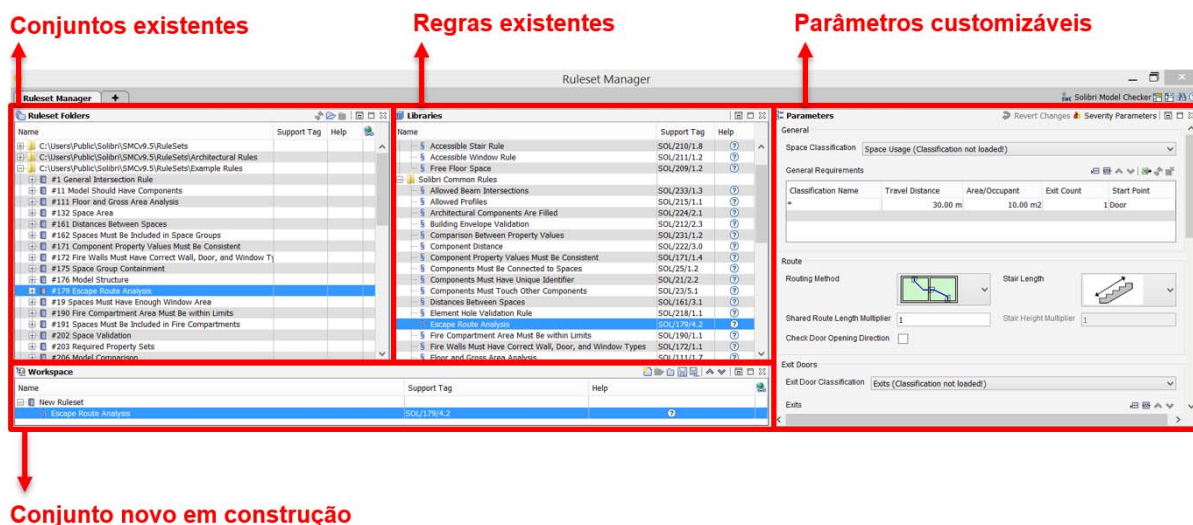 Conjuntos existentes
Regras existentes
Parâmetros customizáveis
Ruleset Manager
Ruleset Manager
Solibri Model Checker
Ruleset Folders
Name Support Tag Help
C:\Users\Public\Solibri\SMCv9.5\RuleSets
C:\Users\Public\Solibri\SMCv9.5\RuleSets\Architectural Rules
C:\Users\Public\Solibri\SMCv9.5\RuleSets\Example Rules
#1 General Intersection Rule
#11 Model Should Have Components
#111 Floor and Gross Area Analysis
#132 Space Area
#161 Distances Between Spaces
#162 Spaces Must Be Included in Space Groups
#171 Component Property Values Must Be Consistent
#172 Fire Walls Must Have Correct Wall, Door, and Window Ty
#175 Space Group Containment
#176 Model Structure
#179 Escape Route Analysis
#19 Spaces Must Have Enough Window Area
#190 Fire Compartment Area Must Be within Limits
#191 Spaces Must Be Included in Fire Compartments
#202 Space Validation
#203 Required Property Sets
#206 Model Comparison
Libraries
Name Support Tag Help
§ Accessible Stair Rule SOL/210/1.8
§ Accessible Window Rule SOL/211/1.2
§ Free Floor Space SOL/209/1.2
Solibri Common Rules
§ Allowed Beam Intersections SOL/233/1.3
§ Allowed Profiles SOL/215/1.1
§ Architectural Components Are Filled SOL/224/2.1
§ Building Envelope Validation SOL/212/2.3
§ Comparison Between Property Values SOL/231/1.2
§ Component Distance SOL/222/3.0
§ Component Property Values Must Be Consistent SOL/171/1.4
§ Components Must Be Connected to Spaces SOL/25/1.2
§ Components Must Have Unique Identifier SOL/21/2.2
§ Components Must Touch Other Components SOL/23/5.1
§ Distances Between Spaces SOL/161/3.1
§ Element Hole Validation Rule SOL/218/1.1
§ Escape Route Analysis SOL/179/4.2
§ Fire Compartment Area Must Be within Limits SOL/190/1.1
§ Fire Walls Must Have Correct Wall, Door, and Window Types SOL/172/1.1
§ Floor and Gross Area Analysis SOL/111/1.7
Parameters Revert Changes Severity Parameters
General
Space Classification Space Usage (Classification not loaded!)
General Requirements
Classification Name Travel Distance Area/Occupant Exit Count Start Point
* 30.00 m 10.00 m2 1 Door
Route
Routing Method Stair Length
Shared Route Length Multiplier 1 Stair Height Multiplier 1
Check Door Opening Direction
Exit Doors
Exit Door Classification Exits (Classification not loaded!)
Exits
Workspace
Name Support Tag Help
New Ruleset
§ Escape Route Analysis SOL/179/4.2
Conjunto novo em construção